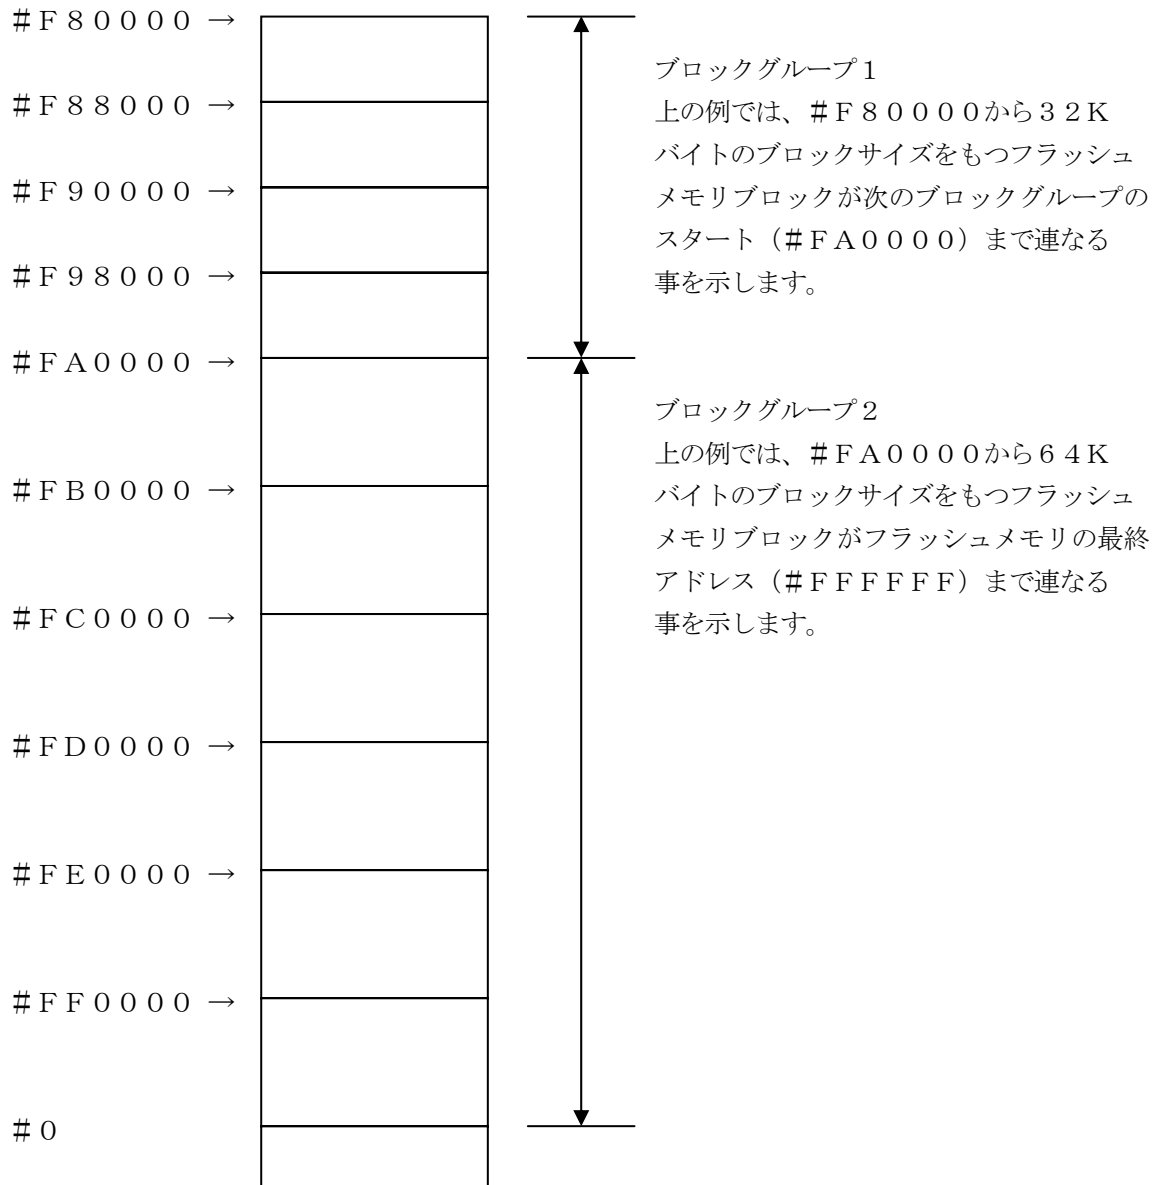 ＃Ｆ８００００ →
ブロックグループ１
＃Ｆ８８０００ →
上の例では、＃Ｆ８００００から３２Ｋ
バイトのブロックサイズをもつフラッシュ
＃Ｆ９００００ →
メモリブロックが次のブロックグループの
スタート（＃ＦＡ００００）まで連なる
＃Ｆ９８０００ →
事を示します。
＃ＦＡ００００ →
ブロックグループ２
上の例では、＃ＦＡ００００から６４Ｋ
＃ＦＢ００００ →
バイトのブロックサイズをもつフラッシュ
メモリブロックがフラッシュメモリの最終
アドレス（＃ＦＦＦＦＦＦ）まで連なる
＃ＦＣ００００ →
事を示します。
＃ＦＤ００００ →
＃ＦＥ００００ →
＃ＦＦ００００ →
＃０